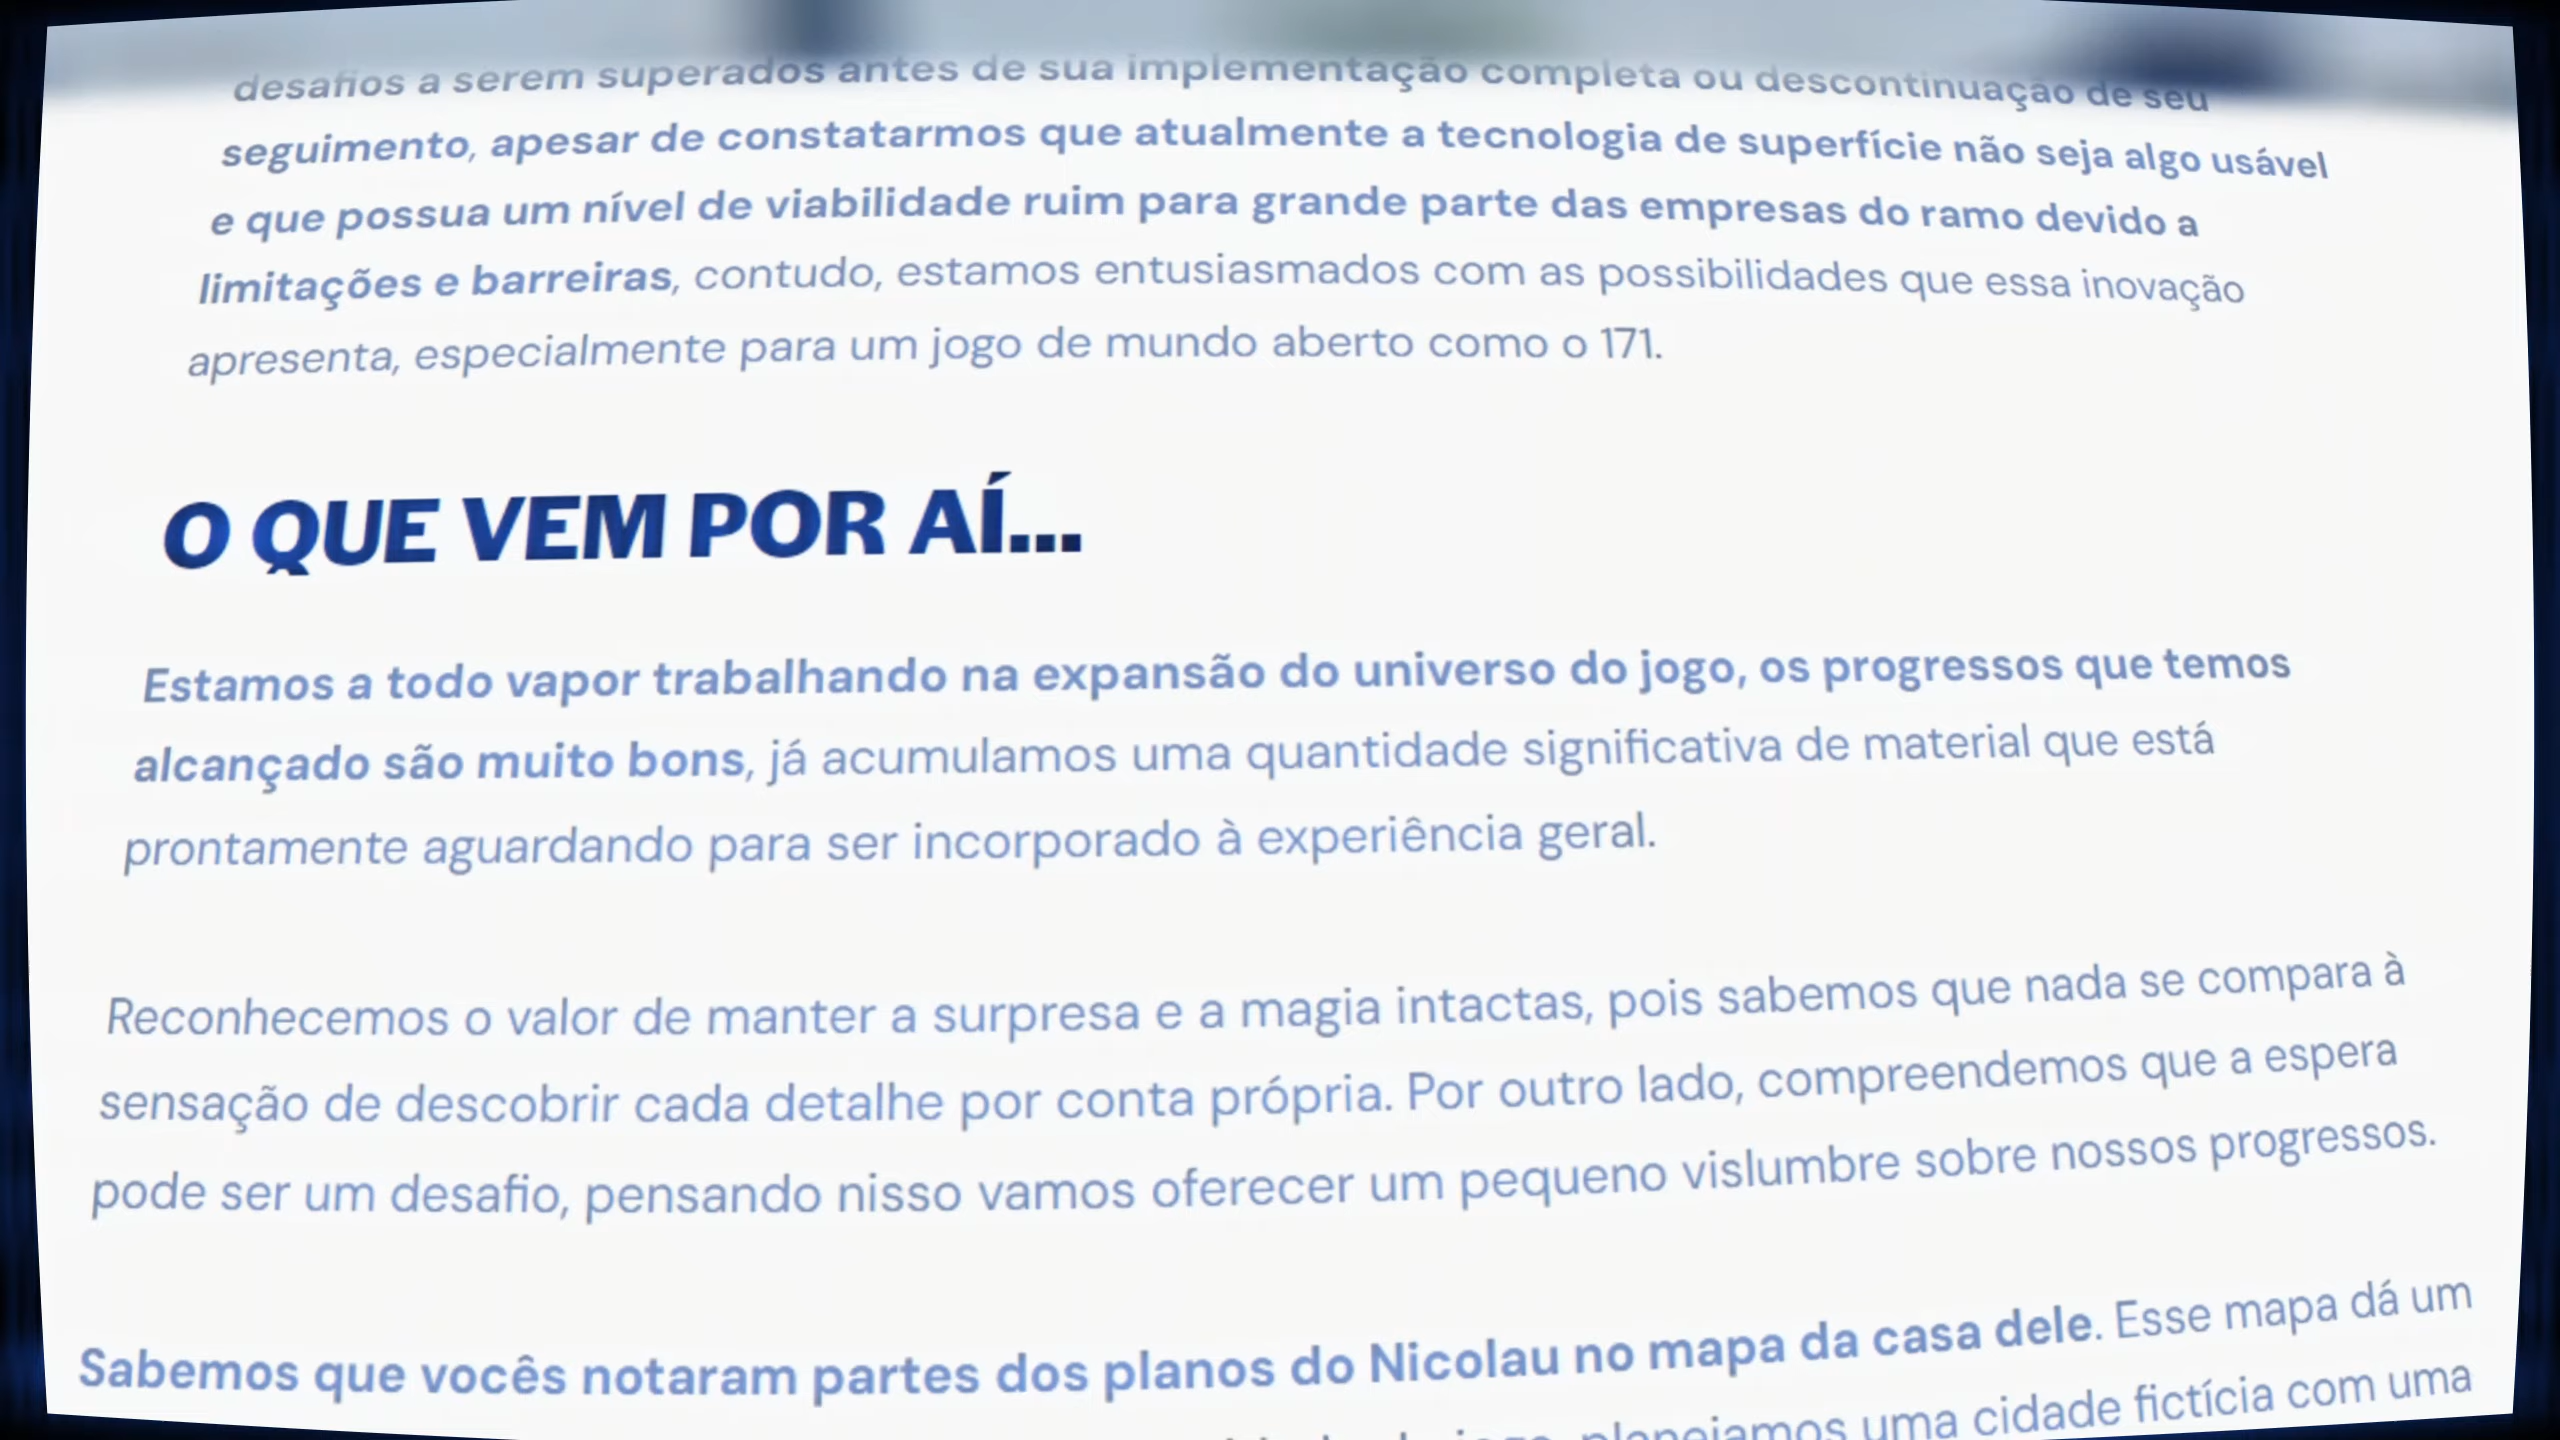 desafios a serem superados antes de sua implementação completa ou descontinuação de seu
seguimento, apesar de constatarmos que atualmente a tecnologia de superfície não seja algo usável
e que possua um nível de viabilidade ruim para grande parte das empresas do ramo devido a
limitações e barreiras, contudo, estamos entusiasmados com as possibilidades que essa inovação
apresenta, especialmente para um jogo de mundo aberto como o 171.
O QUE VEM POR AÍ...
Estamos a todo vapor trabalhando na expansão do universo do jogo, os progressos que temos
alcançado são muito bons, já acumulamos uma quantidade significativa de material que está
prontamente aguardando para ser incorporado à experiência geral.
Reconhecemos o valor de manter a surpresa e a magia intactas, pois sabemos que nada se compara à
sensação de descobrir cada detalhe por conta própria. Por outro lado, compreendemos que a espera
pode ser um desafio, pensando nisso vamos oferecer um pequeno vislumbre sobre nossos progressos.
Sabemos que vocês notaram partes dos planos do Nicolau no mapa da casa dele. Esse mapa dá um
planejamos uma cidade fictícia com uma